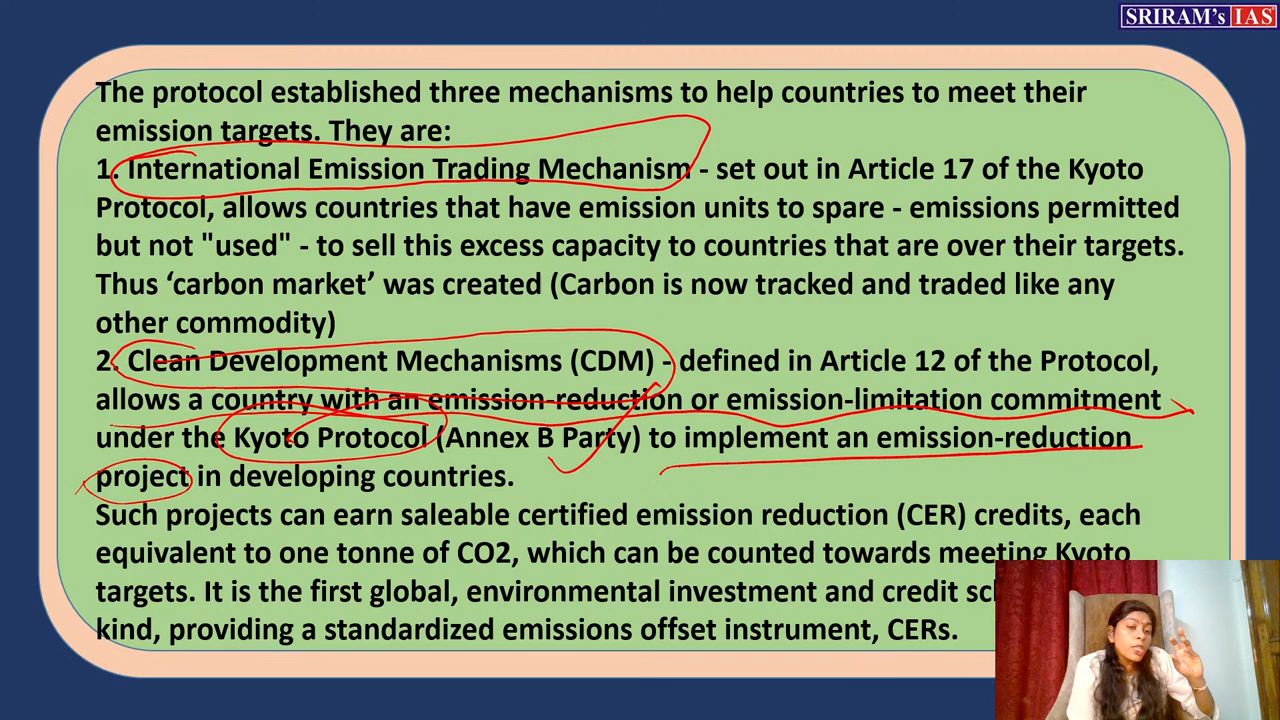 SRIRAM's IAS
The protocol established three mechanisms to help countries to meet their
emission targets. They are:
1. International Emission Trading Mechanism - set out in Article 17 of the Kyoto
Protocol, allows countries that have emission units to spare - emissions permitted
but not "used" - to sell this excess capacity to countries that are over their targets.
Thus ‘carbon market’ was created (Carbon is now tracked and traded like any
other commodity)
2. Clean Development Mechanisms (CDM) - defined in Article 12 of the Protocol,
allows a country with an emission-reduction or emission-limitation commitment
under the Kyoto Protocol (Annex B Party) to implement an emission-reduction
project in developing countries.
Such projects can earn saleable certified emission reduction (CER) credits, each
equivalent to one tonne of CO2, which can be counted towards meeting Kyoto
targets. It is the first global, environmental investment and credit
kind, providing a standardized emissions offset instrument, CERs.